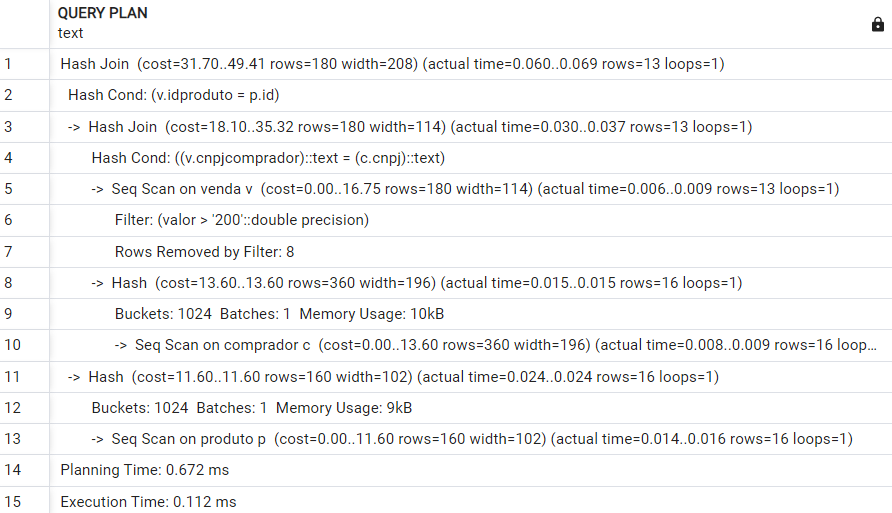 QUERY PLAN
text
1 Hash Join (cost=31.70..49.41 rows=180 width=208) (actual time=0.060..0.069 rows=13 loops=1)
2 Hash Cond: (v.idproduto = p.id)
3 -> Hash Join (cost=18.10..35.32 rows=180 width=114) (actual time=0.030..0.037 rows=13 loops=1)
4 Hash Cond: ((v.cnpjcomprador)::text = (c.cnpj)::text)
5 -> Seq Scan on venda v (cost=0.00..16.75 rows=180 width=114) (actual time=0.006..0.009 rows=13 loops=1)
6 Filter: (valor > '200'::double precision)
7 Rows Removed by Filter: 8
8 -> Hash (cost=13.60..13.60 rows=360 width=196) (actual time=0.015..0.015 rows=16 loops=1)
9 Buckets: 1024 Batches: 1 Memory Usage: 10kB
10 -> Seq Scan on comprador c (cost=0.00..13.60 rows=360 width=196) (actual time=0.008..0.009 rows=16 loop...
11 -> Hash (cost=11.60..11.60 rows=160 width=102) (actual time=0.024..0.024 rows=16 loops=1)
12 Buckets: 1024 Batches: 1 Memory Usage: 9kB
13 -> Seq Scan on produto p (cost=0.00..11.60 rows=160 width=102) (actual time=0.014..0.016 rows=16 loops=1)
14 Planning Time: 0.672 ms
15 Execution Time: 0.112 ms